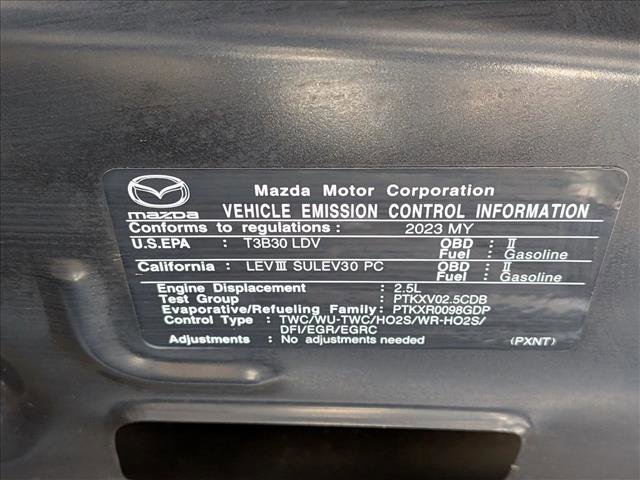 Mazda Motor Corporation
mazda VEHICLE EMISSION CONTROL INFORMATION
Conforms to regulations : 2023 MY
U.S.EPA : T3B30 LDV OBD : II
Fuel : Gasoline
California : LEVIII SULEV30 PC OBD : II
Fuel : Gasoline
Engine Displacement : 2.5L
Test Group : PTKXV02.5CDB
Evaporative/Refueling Family: PTKXR0098GDP
Control Type : TWC/WU-TWC/HO2S/WR-HO2S/
DFI/EGR/EGRC
Adjustments : No adjustments needed (PXNT)